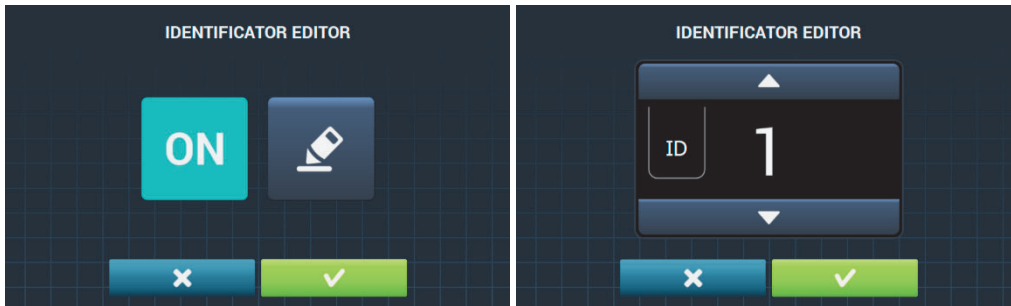 IDENTIFICATOR EDITOR
ON
IDENTIFICATOR EDITOR
ID
1